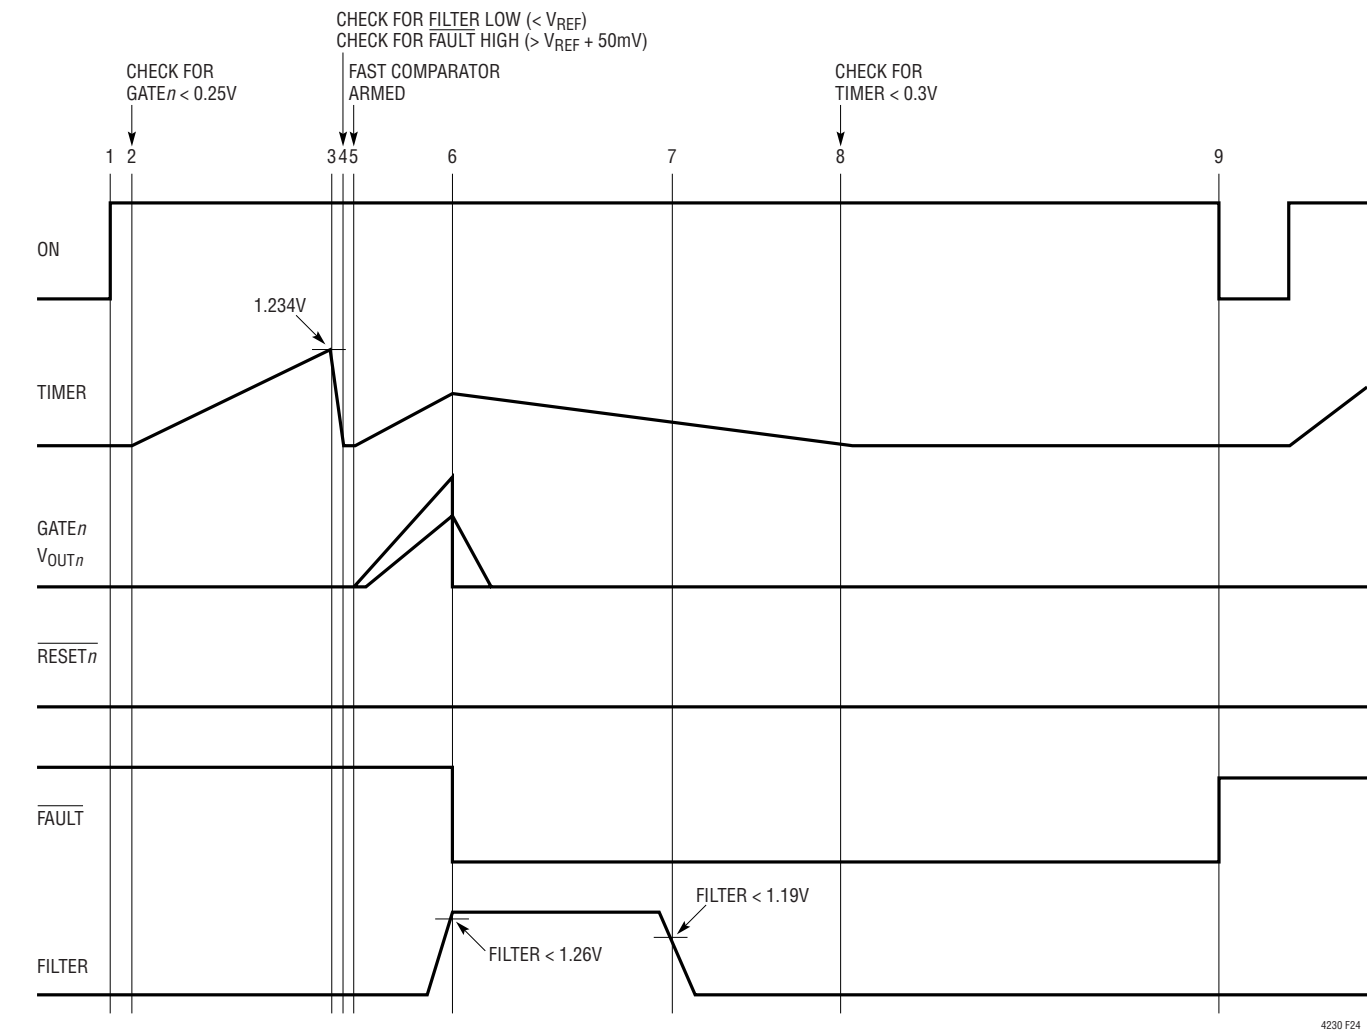 CHECK FOR FILTER LOW (< VREF)
CHECK FOR FAULT HIGH (> VREF + 50mV)
CHECK FOR
GATEn < 0.25V
FAST COMPARATOR
ARMED
CHECK FOR
TIMER < 0.3V
1 2 3 4 5 6 7 8 9
ON
1.234V
TIMER
GATEn
VOUTn
RESETn
FAULT
FILTER < 1.19V
FILTER < 1.26V
FILTER
4230 F24